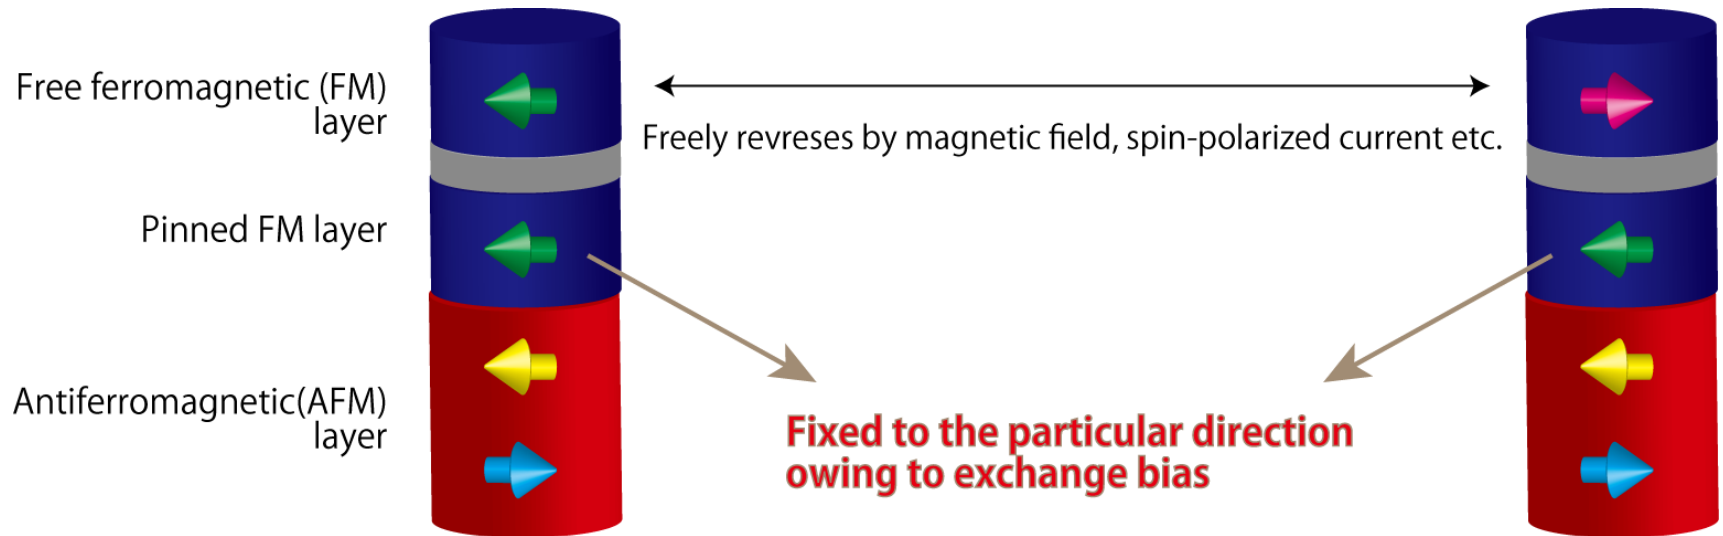 Free ferromagnetic (FM)
layer
Freely revreses by magnetic field, spin-polarized current etc.
Pinned FM layer
Antiferromagnetic(AFM)
layer
Fixed to the particular direction
owing to exchange bias